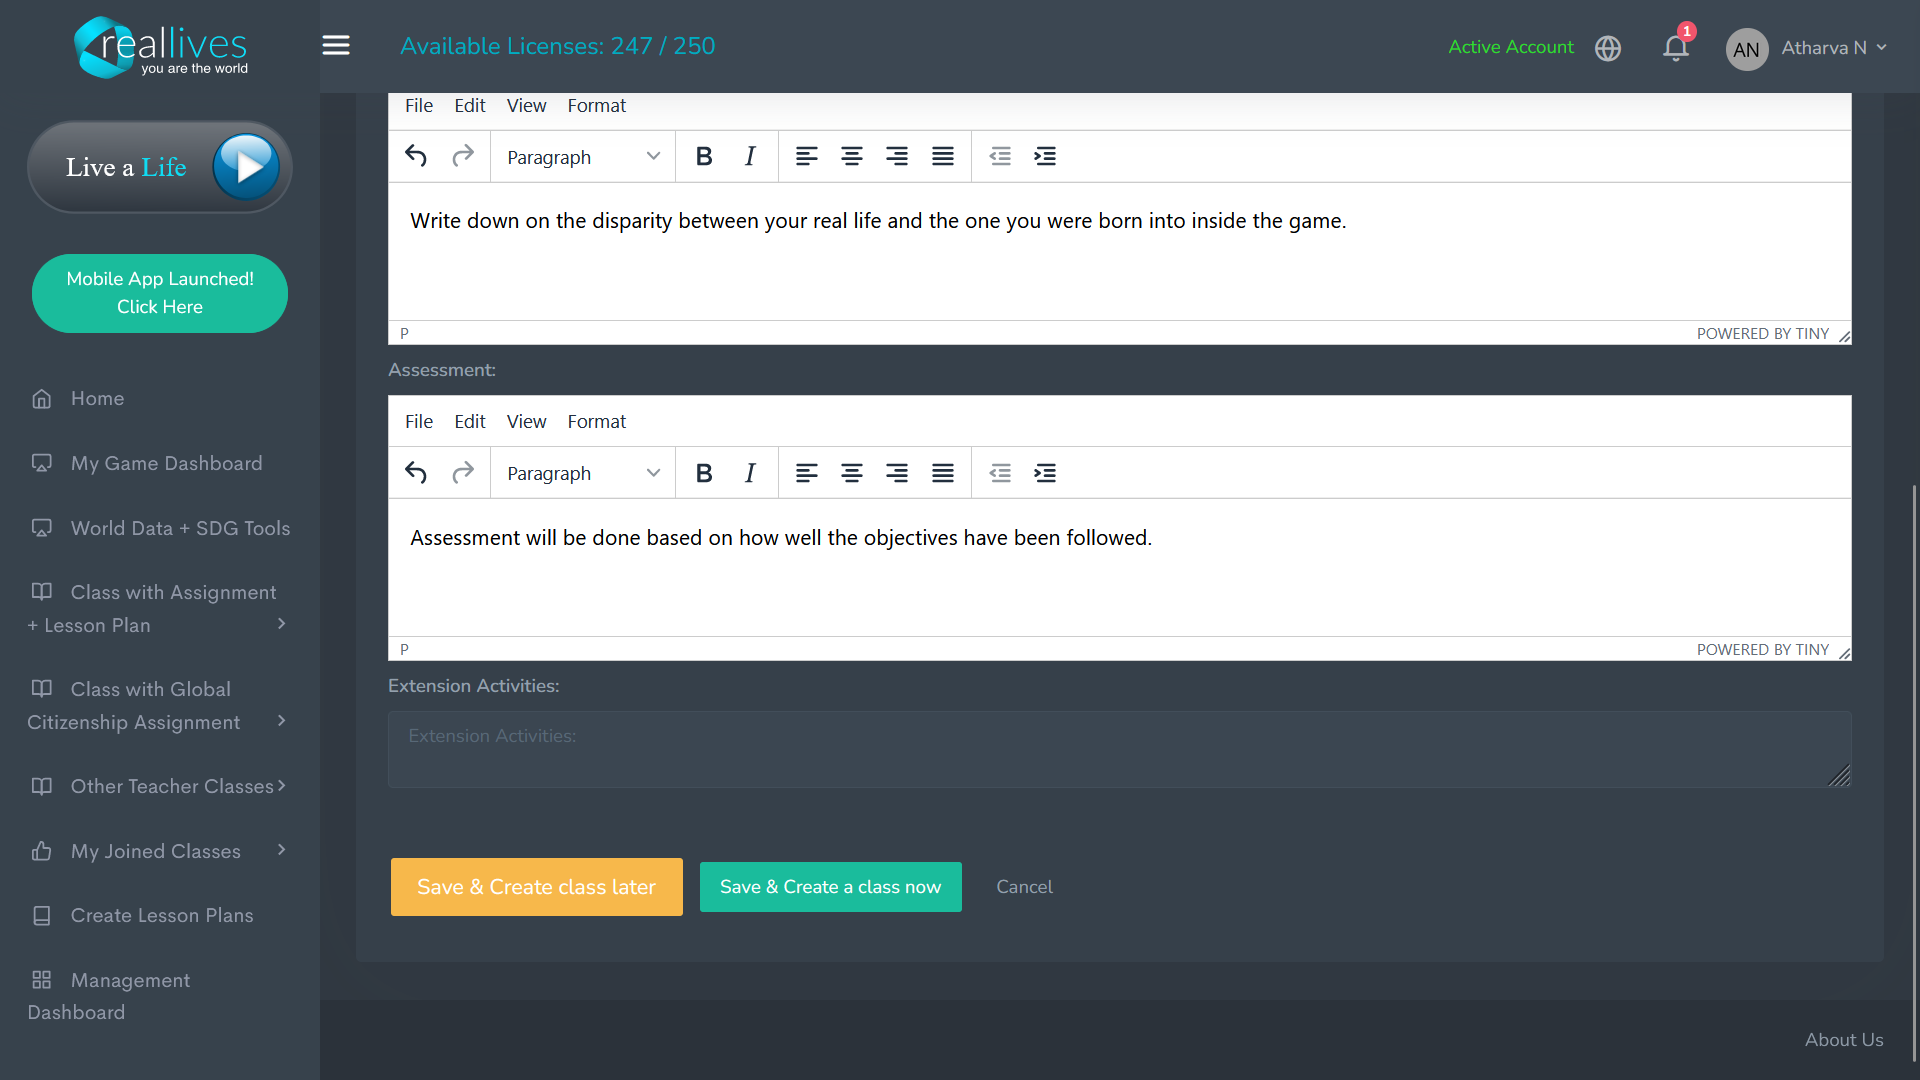 reallives
you are the world
Available Licenses: 247 / 250
Active Account
1
AN
Atharva N
Live a Life
Mobile App Launched!
Click Here
Home
My Game Dashboard
World Data + SDG Tools
Class with Assignment
+ Lesson Plan
Class with Global
Citizenship Assignment
Other Teacher Classes
My Joined Classes
Create Lesson Plans
Management
Dashboard
File Edit View Format
Paragraph B I
Write down on the disparity between your real life and the one you were born into inside the game.
P POWERED BY TINY
Assessment:
File Edit View Format
Paragraph B I
Assessment will be done based on how well the objectives have been followed.
P POWERED BY TINY
Extension Activities:
Extension Activities:
Save & Create class later
Save & Create a class now
Cancel
About Us